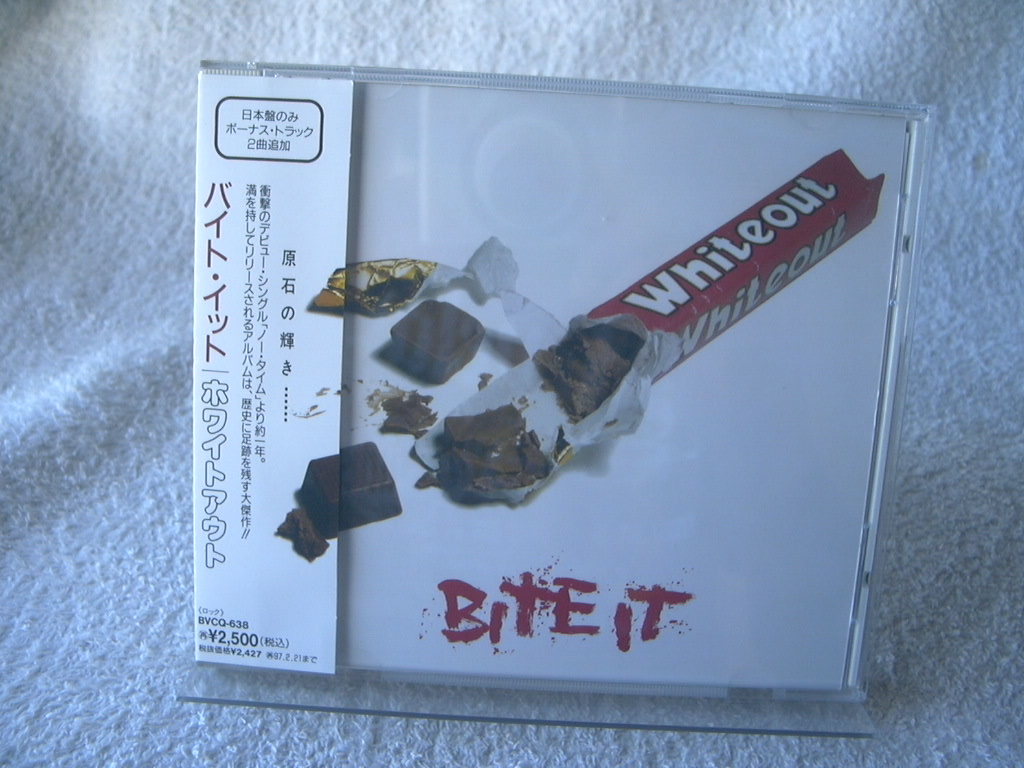 日本盤のみ
ボーナス・トラック
2曲追加
原石の輝き……
衝撃のデビュー・シングル「ノー・タイム」より約一年。
満を持してリリースされるアルバムは、歴史に足跡を残す大傑作!!
バイト・イット／ホワイトアウト
(ロック)
BVCQ-638
¥2,500(税込)
税抜価格¥2,427 97.2.21まで
Whiteout
Whiteout
BITE IT